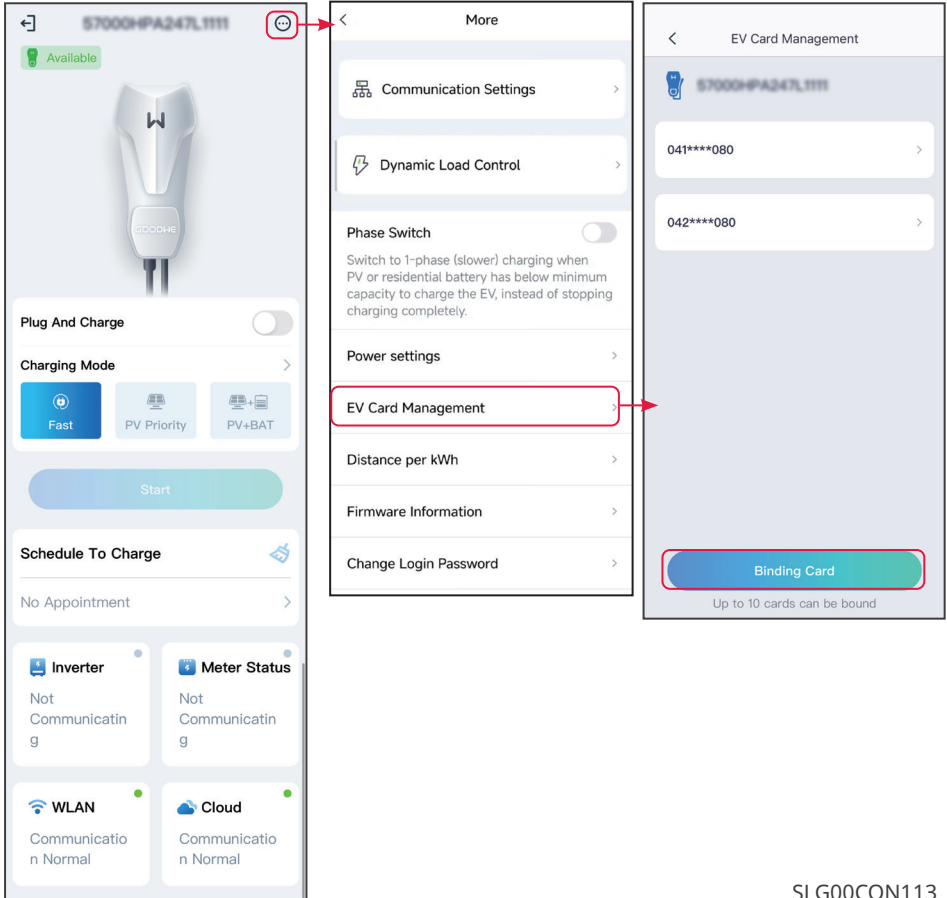 57000HPA247L1111
Available
GOODWE
Plug And Charge
Charging Mode
Fast
PV Priority
PV+BAT
Start
Schedule To Charge
No Appointment
Inverter
Not
Communicatin
g
Meter Status
Not
Communicatin
g
WLAN
Communicatio
n Normal
Cloud
Communicatio
n Normal
More
Communication Settings
Dynamic Load Control
Phase Switch
Switch to 1-phase (slower) charging when
PV or residential battery has below minimum
capacity to charge the EV, instead of stopping
charging completely.
Power settings
EV Card Management
Distance per kWh
Firmware Information
Change Login Password
EV Card Management
57000HPA247L1111
041****080
042****080
Binding Card
Up to 10 cards can be bound
SLG00CON113